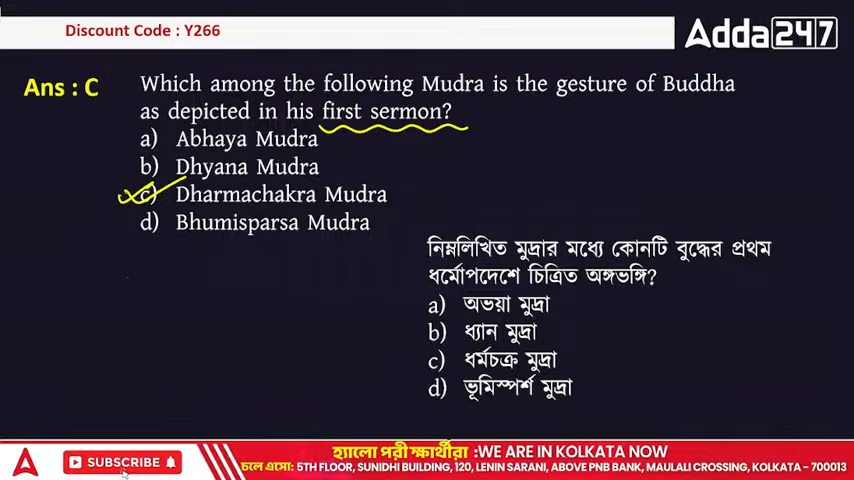 Discount Code : Y266
Adda247
Ans : C
Which among the following Mudra is the gesture of Buddha
as depicted in his first sermon?
a) Abhaya Mudra
b) Dhyana Mudra
c) Dharmachakra Mudra
d) Bhumisparsa Mudra
নিম্নলিখিত মুদ্রার মধ্যে কোনটি বুদ্ধের প্রথম
ধর্মোপদেশে চিত্রিত অঙ্গভঙ্গি?
a) অভয়া মুদ্রা
b) ধ্যান মুদ্রা
c) ধর্মচক্র মুদ্রা
d) ভূমিস্পর্শ মুদ্রা
SUBSCRIBE
হ্যালো পরীক্ষার্থীরা :WE ARE IN KOLKATA NOW
চলে এসো: 5TH FLOOR, SUNIDHI BUILDING, 120, LENIN SARANI, ABOVE PNB BANK, MAULALI CROSSING, KOLKATA - 700013